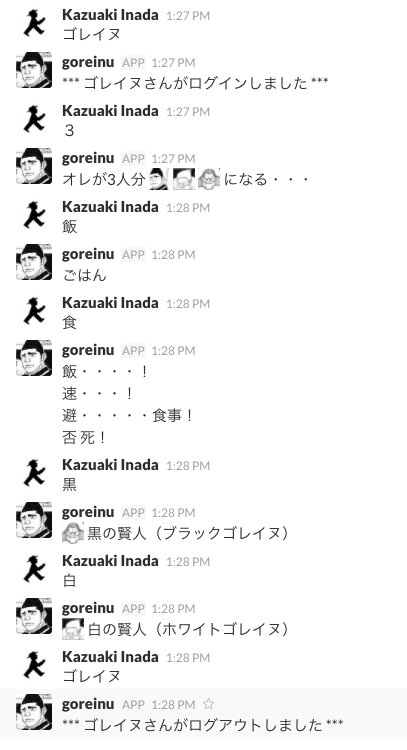 Kazuaki Inada 1:27 PM
ゴレイヌ
goreinu APP 1:27 PM
*** ゴレイヌさんがログインしました ***
Kazuaki Inada 1:27 PM
３
goreinu APP 1:27 PM
オレが3人分になる・・・
Kazuaki Inada 1:28 PM
飯
goreinu APP 1:28 PM
ごはん
Kazuaki Inada 1:28 PM
食
goreinu APP 1:28 PM
飯・・・・！
速・・・！
避・・・・・食事！
否 死！
Kazuaki Inada 1:28 PM
黒
goreinu APP 1:28 PM
黒の賢人（ブラックゴレイヌ）
Kazuaki Inada 1:28 PM
白
goreinu APP 1:28 PM
白の賢人（ホワイトゴレイヌ）
Kazuaki Inada 1:28 PM
ゴレイヌ
goreinu APP 1:28 PM ☆
*** ゴレイヌさんがログアウトしました ***